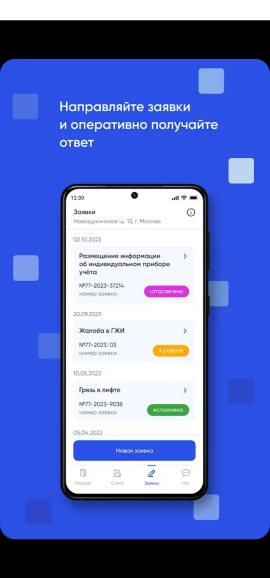 Направляйте заявки
и оперативно получайте
ответ
12:30
Заявки
Новощукинское ш. 13, г. Москва
02.10.2023
Размещение информации
об индивидуальном приборе
учёта
№77-2023-37214
номер заявки
отправлена
20.09.2023
Жалоба в ГЖИ
№77-2023/03
номер заявки
в работе
10.05.2023
Грязь в лифте
№77-2023-9038
номер заявки
исполнена
05.04.2022
Новая заявка
Счета
Заявки
Чат